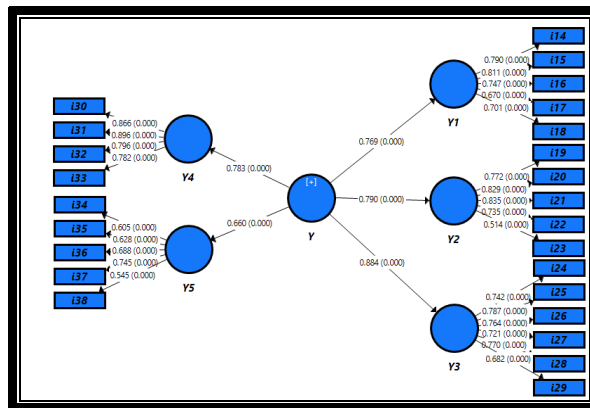 i14
0.790 (0.000)
i15
0.811 (0.000)
i16
0.747 (0.000)
0.670 (0.000)
i17
0.701 (0.000)
i18
Y1
i30
0.866 (0.000)
i31
0.896 (0.000)
i32
0.796 (0.000)
0.782 (0.000)
i33
Y4
0.783 (0.000)
0.769 (0.000)
i19
0.772 (0.000)
i20
0.829 (0.000)
0.835 (0.000)
i21
0.735 (0.000)
i22
0.514 (0.000)
i23
Y2
[+]
Y
0.790 (0.000)
0.660 (0.000)
0.884 (0.000)
i34
0.605 (0.000)
i35
0.628 (0.000)
i36
0.688 (0.000)
0.745 (0.000)
i37
0.545 (0.000)
i38
Y5
i24
0.742 (0.000)
i25
0.787 (0.000)
i26
0.764 (0.000)
0.721 (0.000)
i27
0.770 (0.000)
i28
0.682 (0.000)
i29
Y3